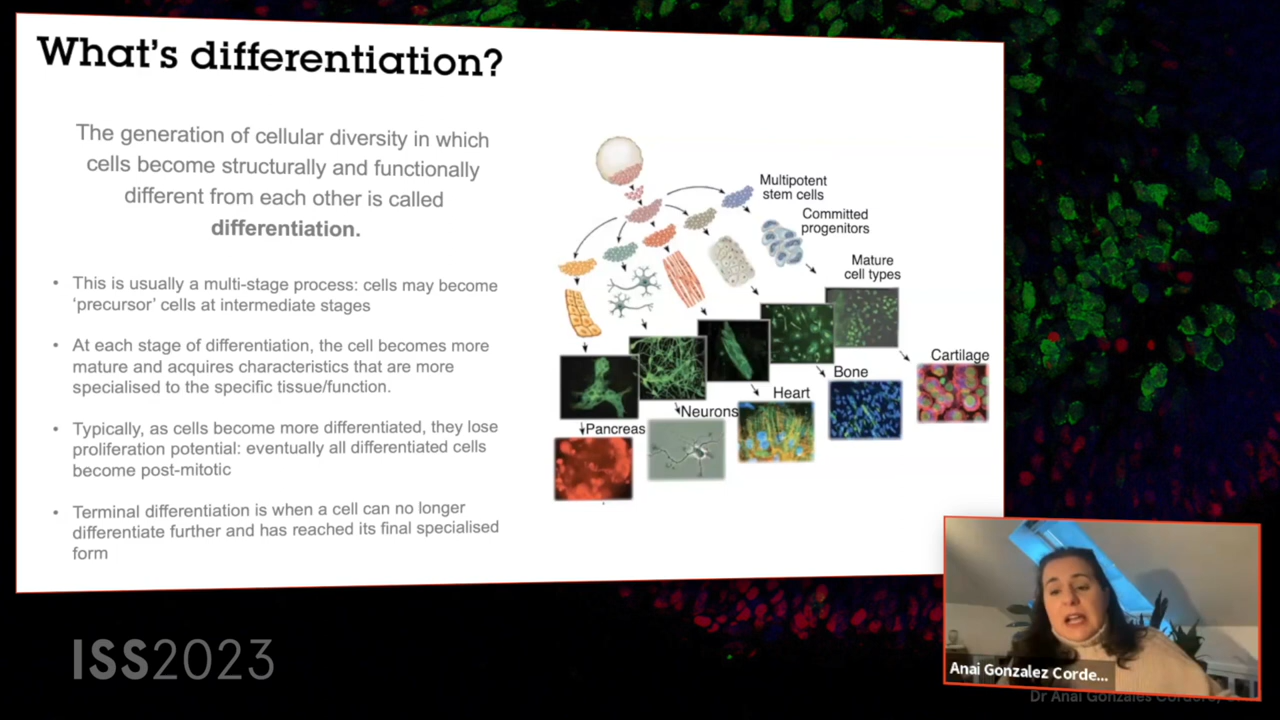 What's differentiation?
The generation of cellular diversity in which
cells become structurally and functionally
different from each other is called
differentiation.
• This is usually a multi-stage process: cells may become
'precursor' cells at intermediate stages
• At each stage of differentiation, the cell becomes more
mature and acquires characteristics that are more
specialised to the specific tissue/function.
• Typically, as cells become more differentiated, they lose
proliferation potential: eventually all differentiated cells
become post-mitotic
• Terminal differentiation is when a cell can no longer
differentiate further and has reached its final specialised
form
Multipotent
stem cells
Committed
progenitors
Mature
cell types
Cartilage
Bone
Heart
Neurons
Pancreas
ISS2023
Anai Gonzalez Corde...
Dr Anai Gonzales Cordero,